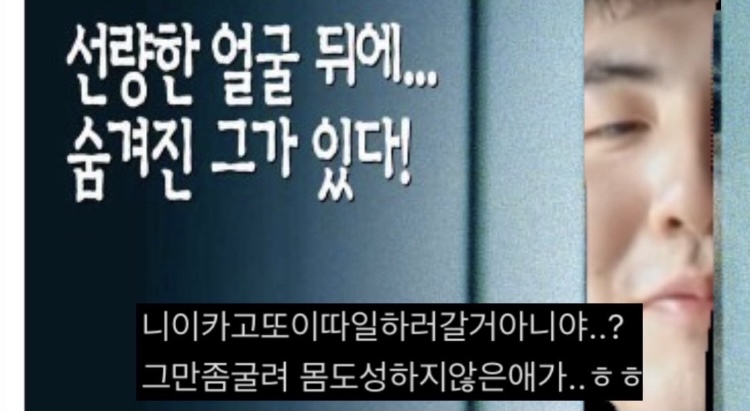 선량한 얼굴 뒤에...
숨겨진 그가 있다!
니이카고또이따일하러갈거아니야..?
그만좀굴려 몸도성하지않은애가..ㅎㅎ